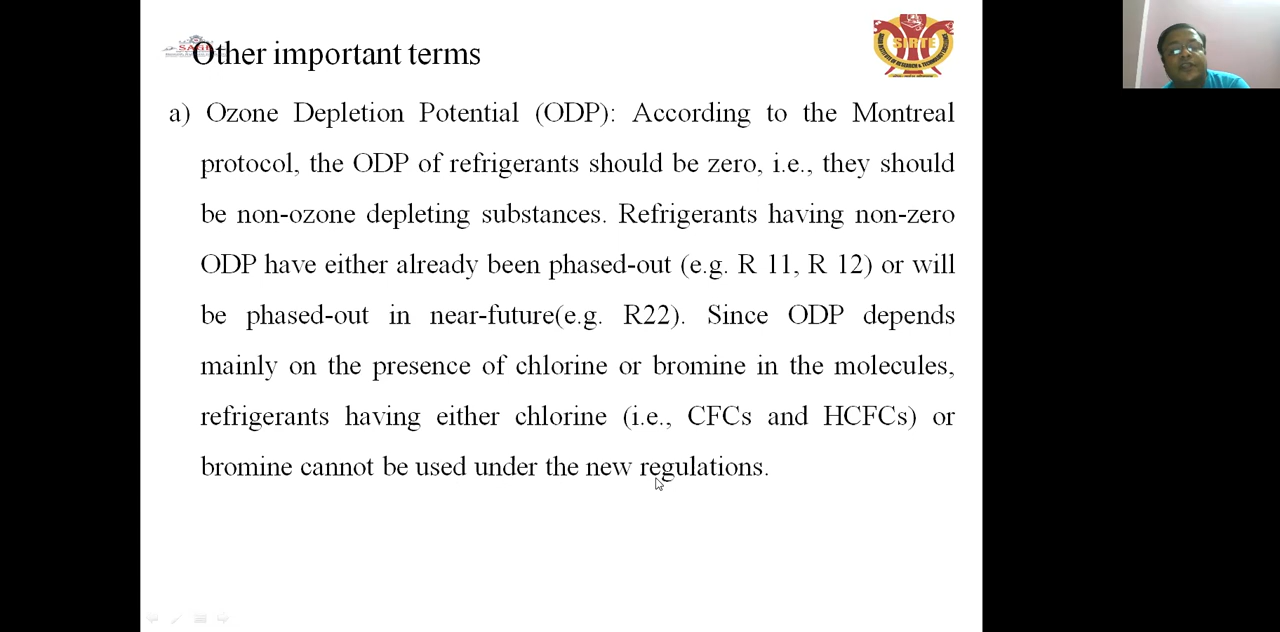 SAGE
Other important terms
SIRTE
a) Ozone Depletion Potential (ODP): According to the Montreal
protocol, the ODP of refrigerants should be zero, i.e., they should
be non-ozone depleting substances. Refrigerants having non-zero
ODP have either already been phased-out (e.g. R 11, R 12) or will
be phased-out in near-future(e.g. R22). Since ODP depends
mainly on the presence of chlorine or bromine in the molecules,
refrigerants having either chlorine (i.e., CFCs and HCFCs) or
bromine cannot be used under the new regulations.